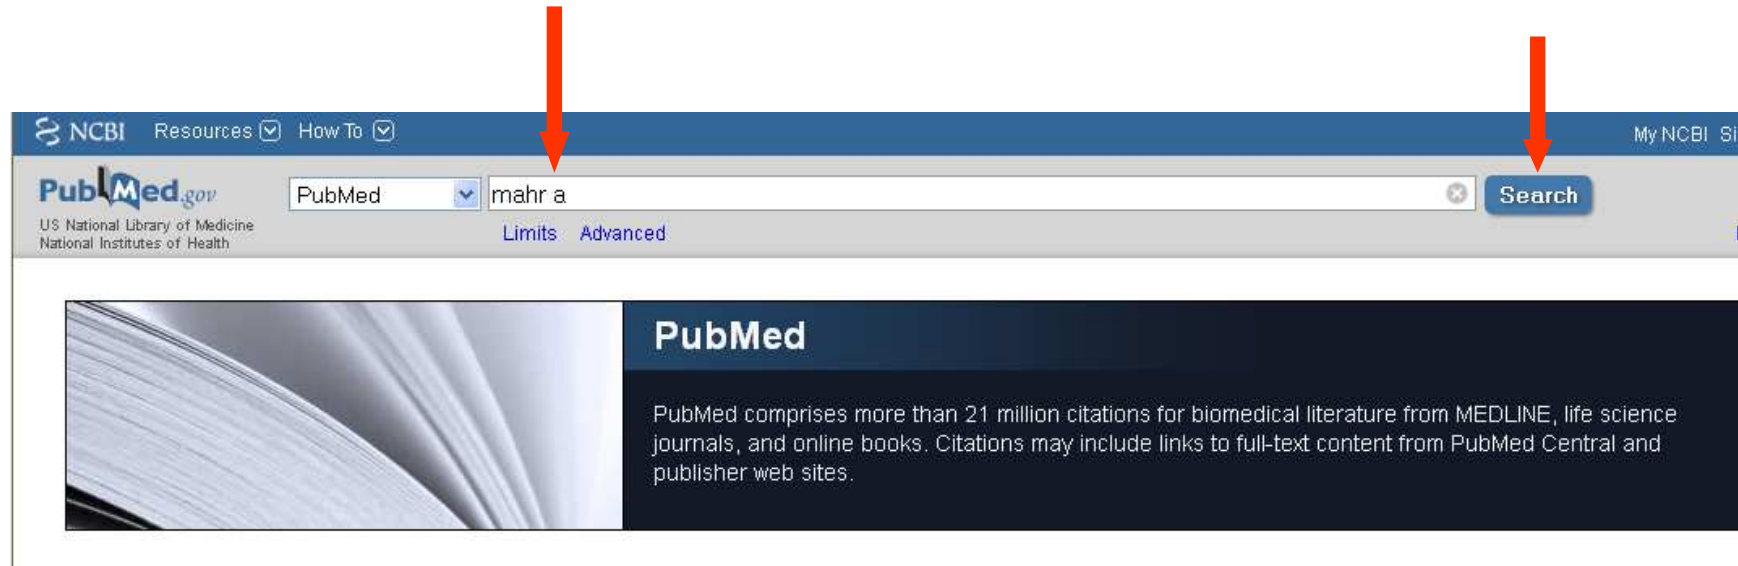 NCBI Resources How To My NCBI
PubMed.gov PubMed mahr a Search
US National Library of Medicine
National Institutes of Health
Limits Advanced
PubMed
PubMed comprises more than 21 million citations for biomedical literature from MEDLINE, life science
journals, and online books. Citations may include links to full-text content from PubMed Central and
publisher web sites.